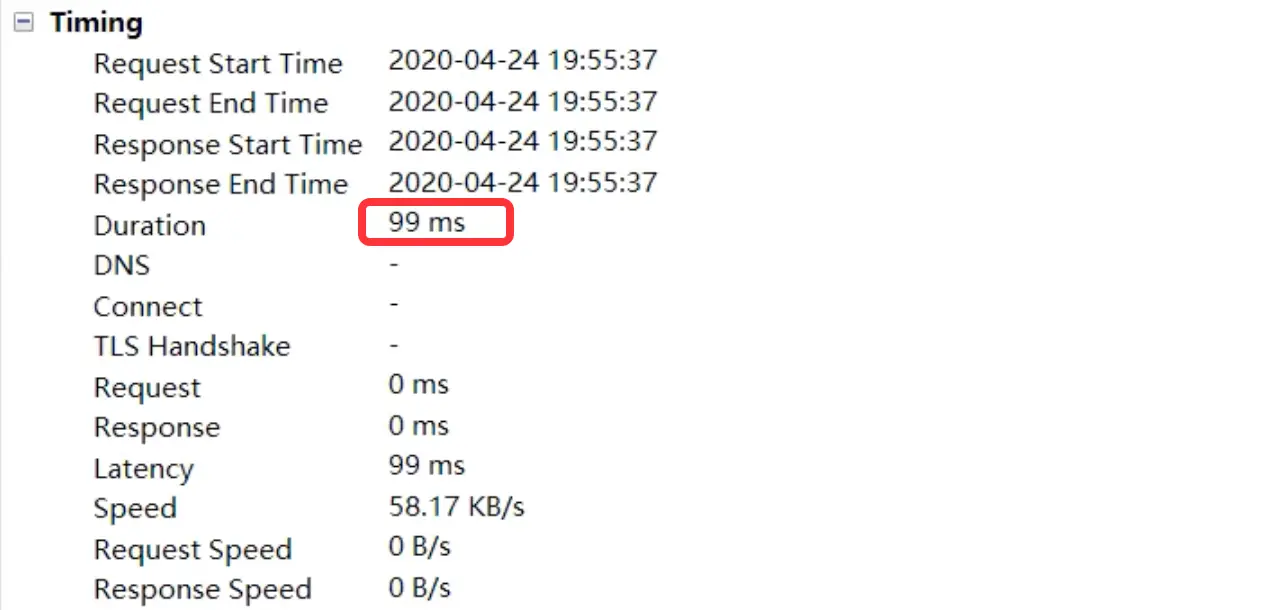 Timing
Request Start Time 2020-04-24 19:55:37
Request End Time 2020-04-24 19:55:37
Response Start Time 2020-04-24 19:55:37
Response End Time 2020-04-24 19:55:37
Duration 99 ms
DNS -
Connect -
TLS Handshake -
Request 0 ms
Response 0 ms
Latency 99 ms
Speed 58.17 KB/s
Request Speed 0 B/s
Response Speed 0 B/s